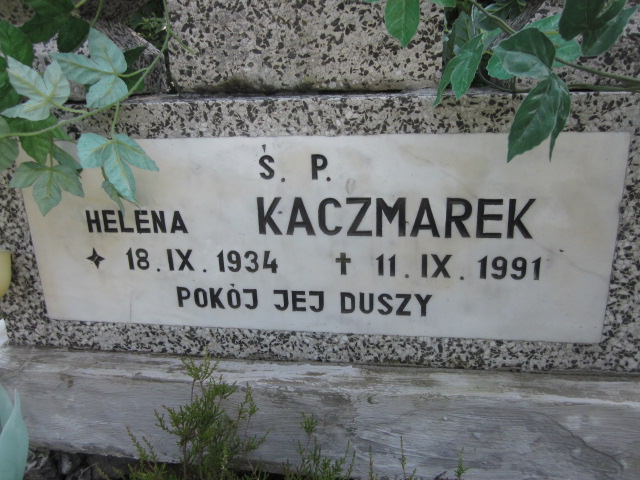 Ś. P.
HELENA KACZMAREK
18.IX.1934 † 11.IX.1991
POKÓJ JEJ DUSZY